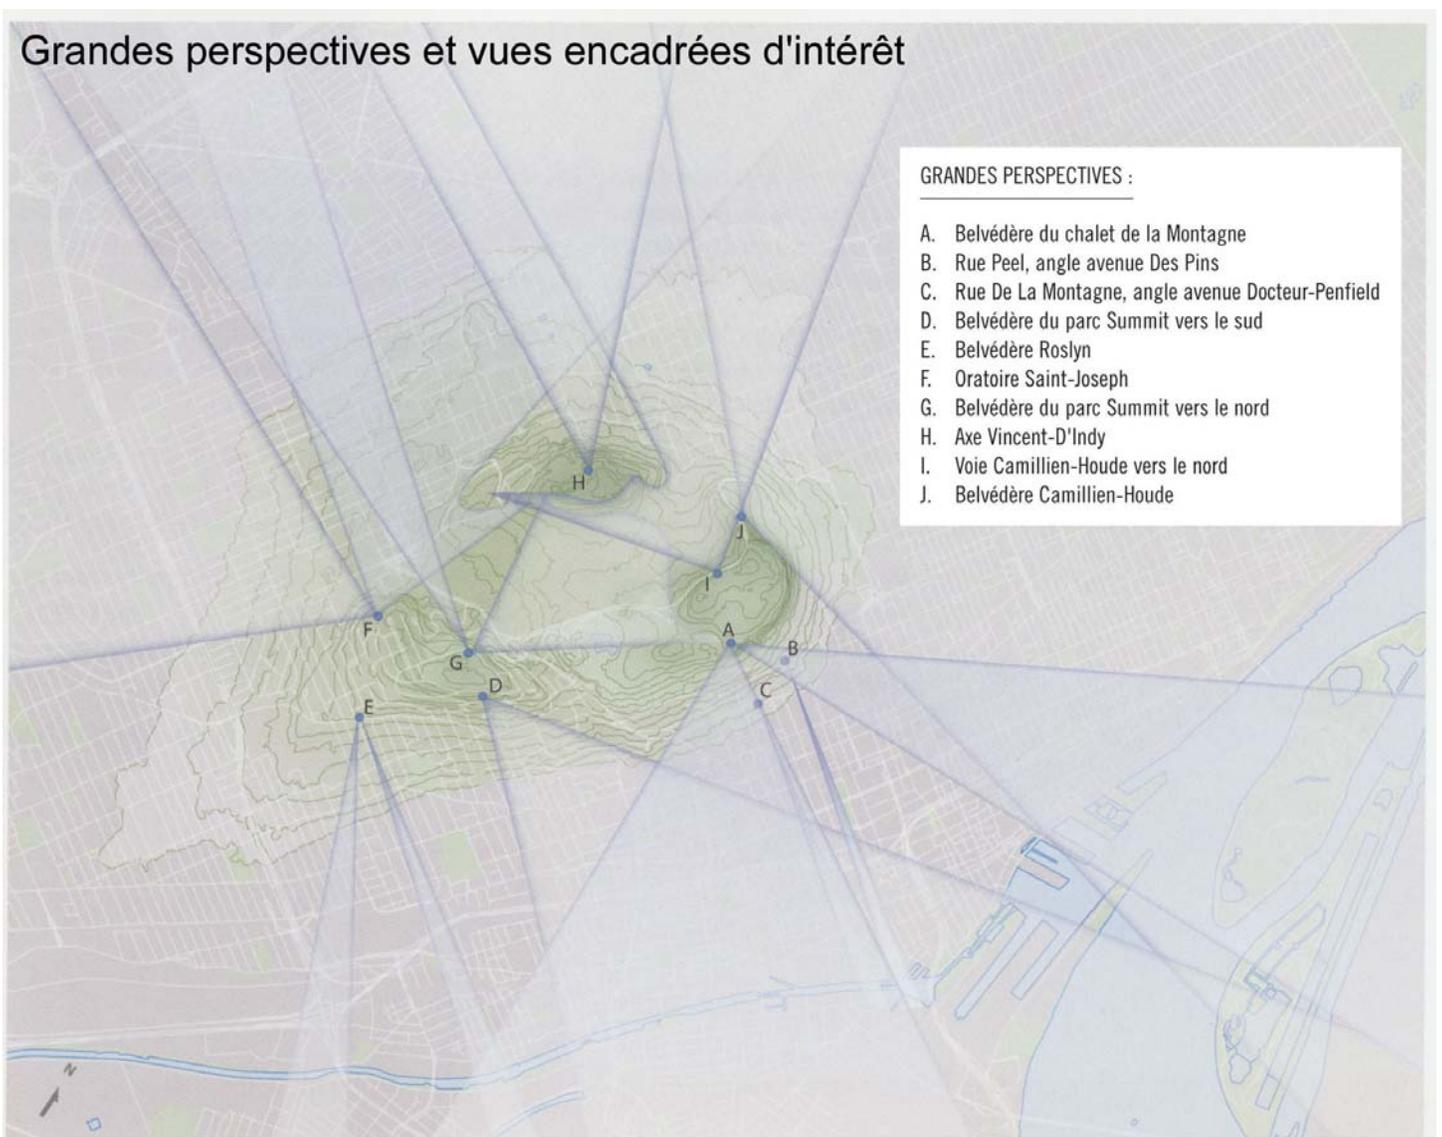 Grandes perspectives et vues encadrées d'intérêt
GRANDES PERSPECTIVES :
A. Belvédère du chalet de la Montagne
B. Rue Peel, angle avenue Des Pins
C. Rue De La Montagne, angle avenue Docteur-Penfield
D. Belvédère du parc Summit vers le sud
E. Belvédère Roslyn
F. Oratoire Saint-Joseph
G. Belvédère du parc Summit vers le nord
H. Axe Vincent-D'Indy
I. Voie Camillien-Houde vers le nord
J. Belvédère Camillien-Houde
H
J
I
F
A
B
G
D
C
E
N